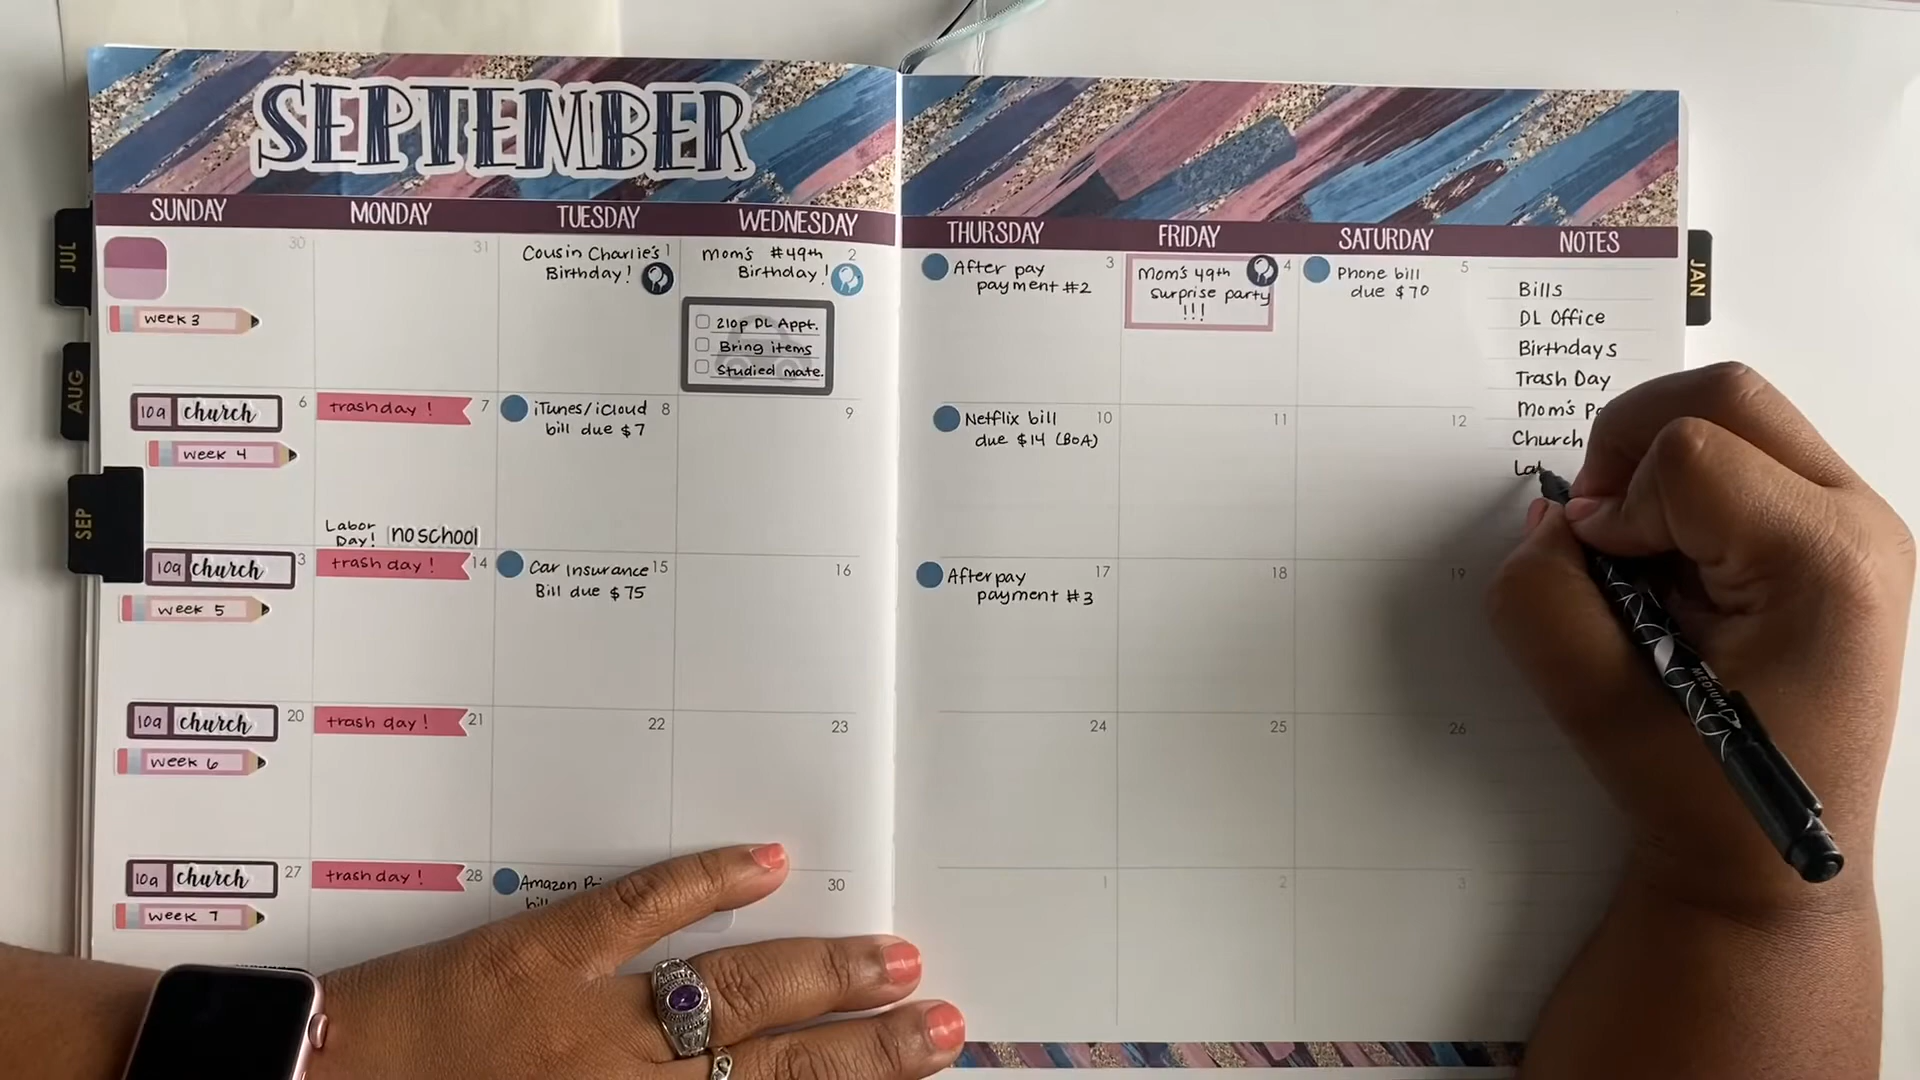 SEPTEMBER
SUNDAY MONDAY TUESDAY WEDNESDAY THURSDAY FRIDAY SATURDAY NOTES
JUL
AUG
SEP
JAN
30
week 3
31
Cousin Charlie's 1
Birthday!
Mom's #49th 2
Birthday!
210p DL Appt.
Bring items
Studied mate.
After pay 3
payment #2
Mom's 49th 4
surprise party
!!!
Phone bill 5
due $70
10a church 6
week 4
trashday! 7
Labor
Day! no school
iTunes/iCloud 8
bill due $7
9
Netflix bill 10
due $14 (BoA)
11
12
10a church 3
week 5
trash day! 14
Car Insurance 15
Bill due $75
16
Afterpay 17
payment #3
18
19
10a church 20
week 6
trash day! 21
22
23
24
25
26
10a church 27
week 7
trash day! 28
Amazon
30
1
2
3
Bills
DL Office
Birthdays
Trash Day
Mom's
Church
MEDIUM